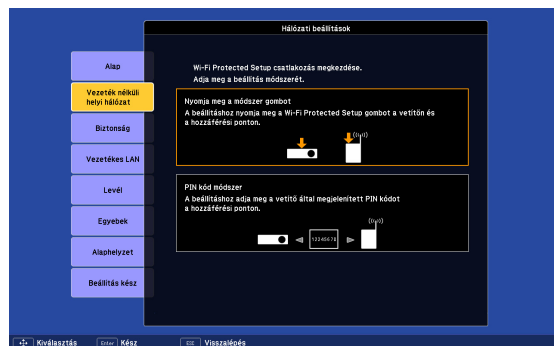 Hálózati beállítások
Alap
Vezeték nélküli
helyi hálózat
Biztonság
Vezetékes LAN
Levél
Egyebek
Alaphelyzet
Beállítás kész
Wi-Fi Protected Setup csatlakozás megkezdése.
Adja meg a beállítás módszerét.
Nyomja meg a módszer gombot
A beállításhoz nyomja meg a Wi-Fi Protected Setup gombot a vetítőn és
a hozzáférési ponton.
PIN kód módszer
A beállításhoz adja meg a vetítő által megjelenített PIN kódot
a hozzáférési ponton.
12345678
Kiválasztás Enter Kész ESC Visszalépés